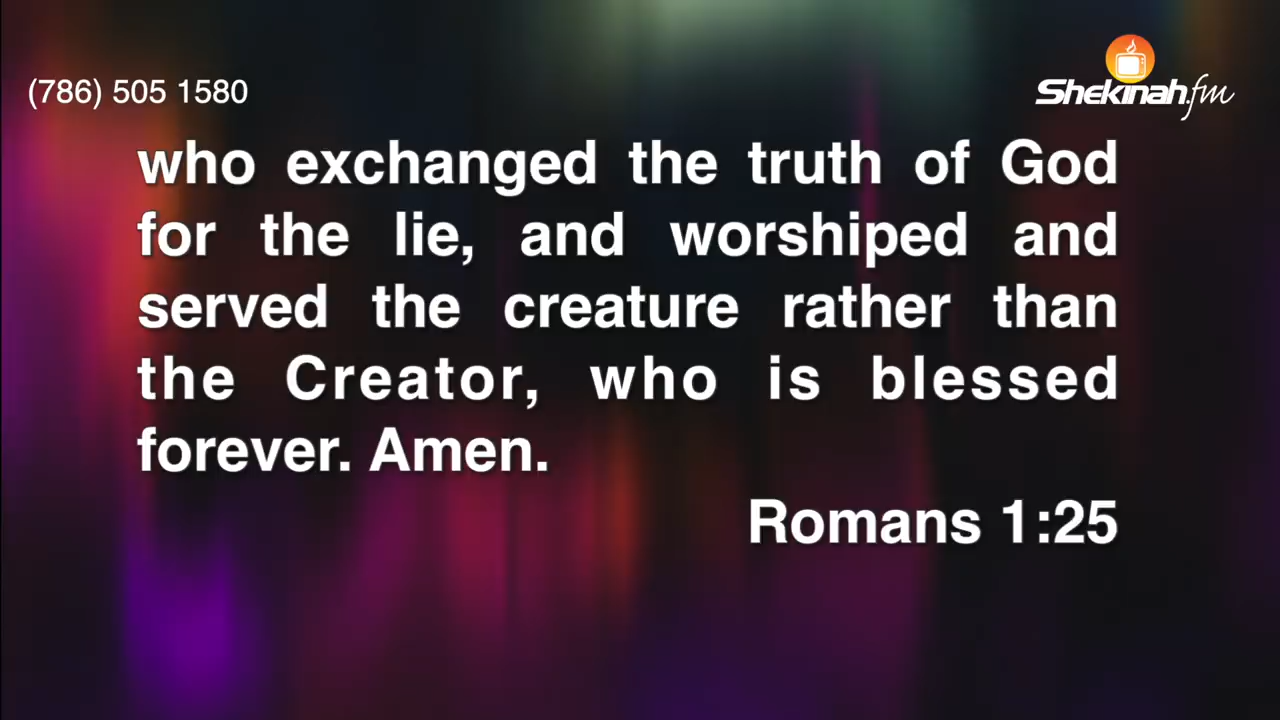 (786) 505 1580
Shekinah.fm
who exchanged the truth of God
for the lie, and worshiped and
served the creature rather than
the Creator, who is blessed
forever. Amen.
Romans 1:25